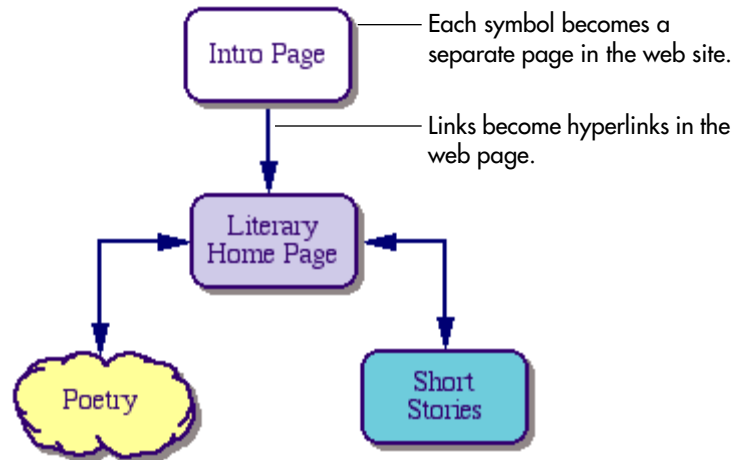 Intro Page
Each symbol becomes a
separate page in the web site.
Links become hyperlinks in the
web page.
Literary
Home Page
Poetry
Short
Stories